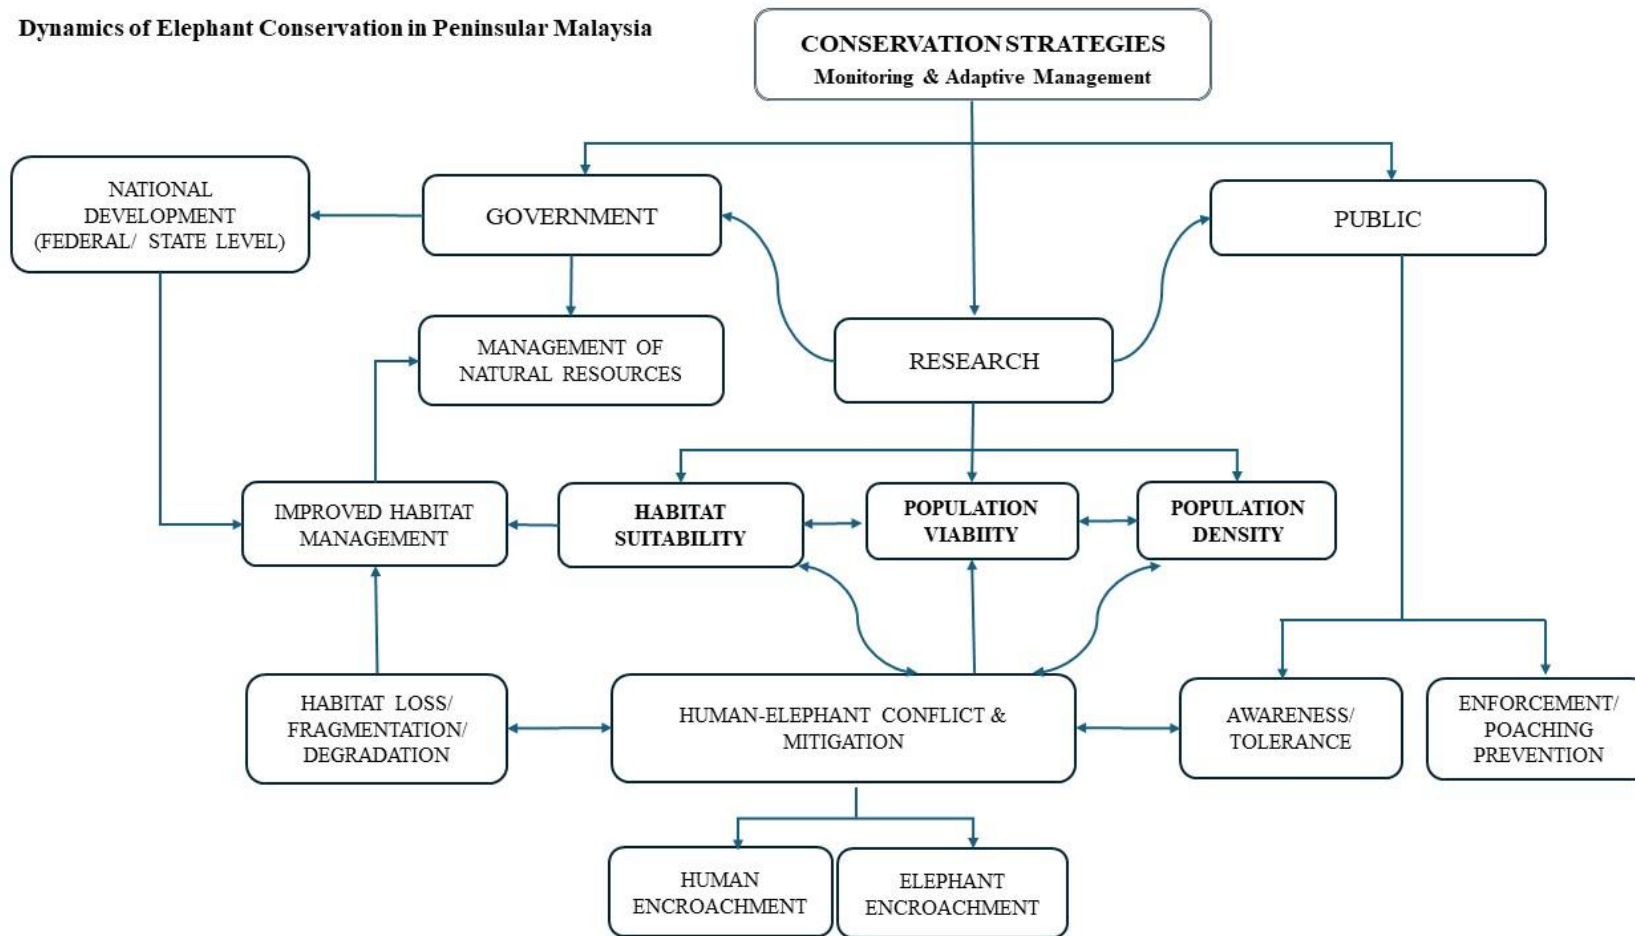 Dynamics of Elephant Conservation in Peninsular Malaysia
CONSERVATION STRATEGIES
Monitoring & Adaptive Management
NATIONAL
DEVELOPMENT
(FEDERAL/ STATE LEVEL)
GOVERNMENT
PUBLIC
MANAGEMENT OF
NATURAL RESOURCES
RESEARCH
IMPROVED HABITAT
MANAGEMENT
HABITAT
SUITABILITY
POPULATION
VIABIITY
POPULATION
DENSITY
HABITAT LOSS/
FRAGMENTATION/
DEGRADATION
HUMAN-ELEPHANT CONFLICT &
MITIGATION
AWARENESS/
TOLERANCE
ENFORCEMENT/
POACHING
PREVENTION
HUMAN
ENCROACHMENT
ELEPHANT
ENCROACHMENT